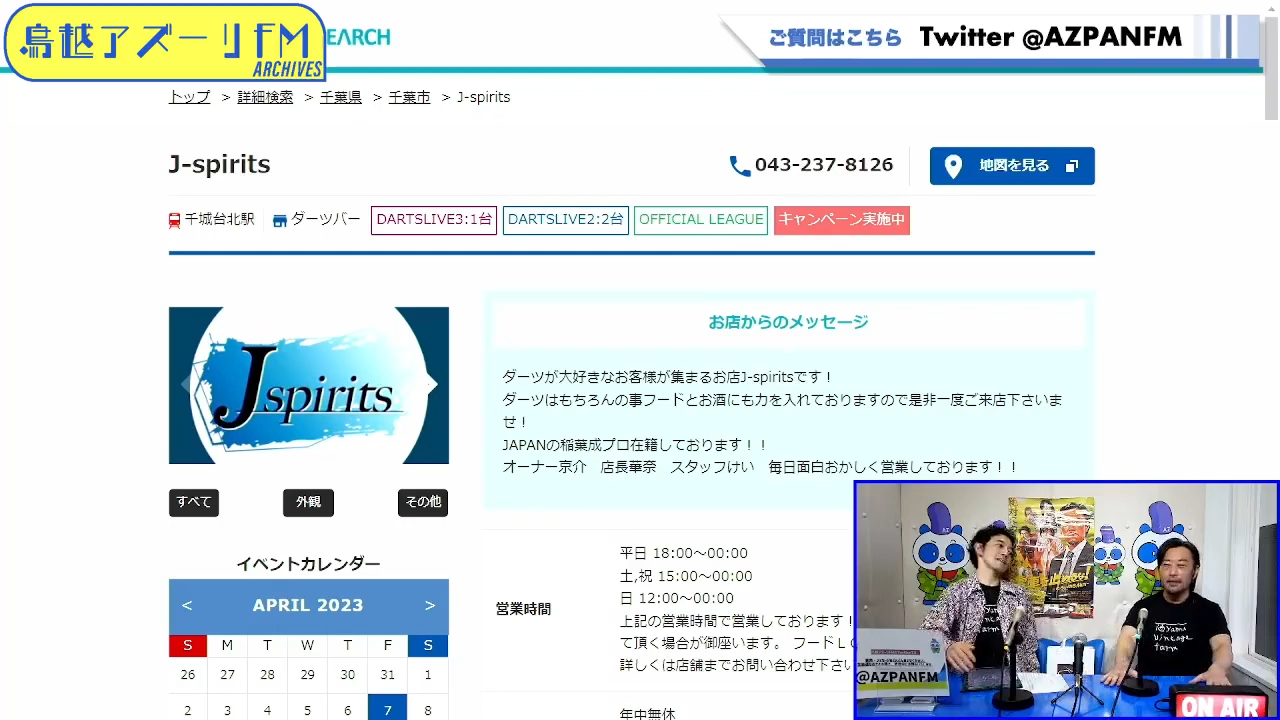 鳥越アズーリFM
ARCHIVES
EARCH
ご質問はこちら Twitter @AZPANFM
トップ > 詳細検索 > 千葉県 > 千葉市 > J-spirits
J-spirits
043-237-8126
地図を見る
千城台北駅
ダーツバー
DARTSLIVE3:1台
DARTSLIVE2:2台
OFFICIAL LEAGUE
キャンペーン実施中
J spirits
お店からのメッセージ
ダーツが大好きなお客様が集まるお店J-spiritsです！
ダーツはもちろんの事フードとお酒にも力を入れておりますので是非一度ご来店下さいま
せ！
JAPANの稲葉成プロ在籍しております！！
オーナー京介　店長華奈　スタッフけい　毎日面白おかしく営業しております！！
すべて
外観
その他
イベントカレンダー
< APRIL 2023 >
S M T W T F S
26 27 28 29 30 31 1
2 3 4 5 6 7 8
営業時間
平日 18:00～00:00
土,祝 15:00～00:00
日 12:00～00:00
上記の営業時間で営業しております！
て頂く場合が御座います。 フードＬＯ
詳しくは店舗までお問い合わせ下さい
年中無休
AZ
AZ
Yami
vintage
farm
Yami
vintage
farm
@AZPANFM
ON AIR